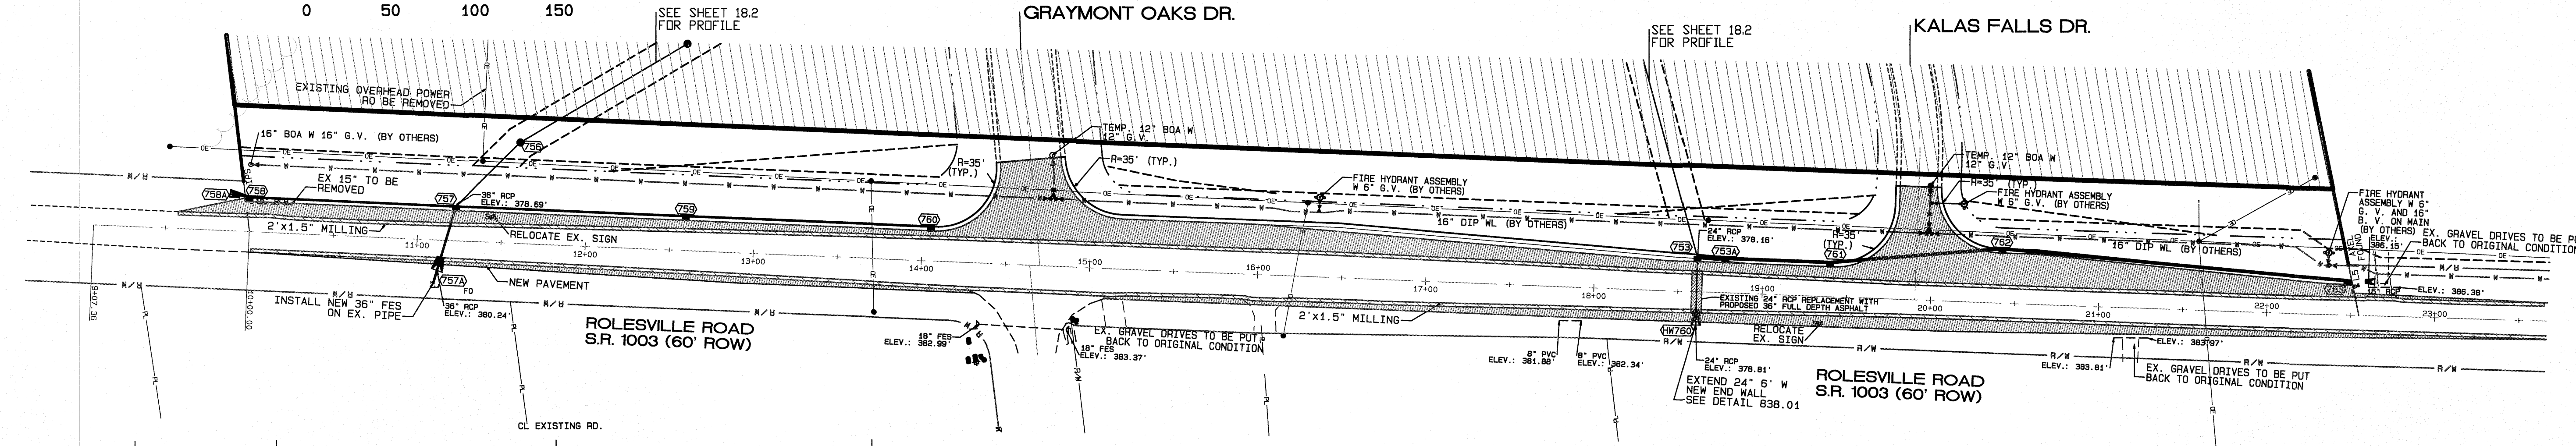 0 50 100 150
SEE SHEET 18.2
FOR PROFILE
GRAYMONT OAKS DR.
SEE SHEET 18.2
FOR PROFILE
KALAS FALLS DR.
EXISTING OVERHEAD POWER
RO BE REMOVED
16" BOA W 16" G.V. (BY OTHERS)
756
TEMP. 12" BOA W
12" G.V.
R=35'
(TYP.)
R=35' (TYP.)
TEMP. 12" BOA W
12" G.V.
R=35' (TYP.)
FIRE HYDRANT ASSEMBLY
W 6" G.V. (BY OTHERS)
FIRE HYDRANT ASSEMBLY
W 6" G.V. (BY OTHERS)
FIRE HYDRANT
ASSEMBLY W 6"
G. V. AND 16"
B. V. ON MAIN
(BY OTHERS)
ELEV.:
386.15'
EX. GRAVEL DRIVES TO BE PU
BACK TO ORIGINAL CONDITION
EX 15" TO BE
REMOVED
758A
758
757
36" RCP
ELEV.: 378.69'
759
760
16" DIP WL (BY OTHERS)
753
24" RCP
ELEV.: 378.16'
753A
R=35'
(TYP.)
761
762
16" DIP WL (BY OTHERS)
763
ELEV.: 386.38'
2'x1.5" MILLING
RELOCATE EX. SIGN
9+07.36
10+00.00
11+00
12+00
13+00
14+00
15+00
16+00
17+00
18+00
19+00
20+00
21+00
22+00
23+00
757A
NEW PAVEMENT
FO
INSTALL NEW 36" FES
ON EX. PIPE
36" RCP
ELEV.: 380.24'
ROLESVILLE ROAD
S.R. 1003 (60' ROW)
18" FES
ELEV.: 382.99'
18" FES
ELEV.: 383.37'
EX. GRAVEL DRIVES TO BE PUT
BACK TO ORIGINAL CONDITION
2'x1.5" MILLING
EXISTING 24" RCP REPLACEMENT WITH
PROPOSED 36" FULL DEPTH ASPHALT
HW760
RELOCATE
EX. SIGN
8" PVC
ELEV.: 381.88'
8" PVC
ELEV.: 382.34'
24" RCP
ELEV.: 378.81'
EXTEND 24" 6' W
NEW END WALL
SEE DETAIL 838.01
ROLESVILLE ROAD
S.R. 1003 (60' ROW)
ELEV.: 383.97'
ELEV.: 383.81'
EX. GRAVEL DRIVES TO BE PUT
BACK TO ORIGINAL CONDITION
CL EXISTING RD.